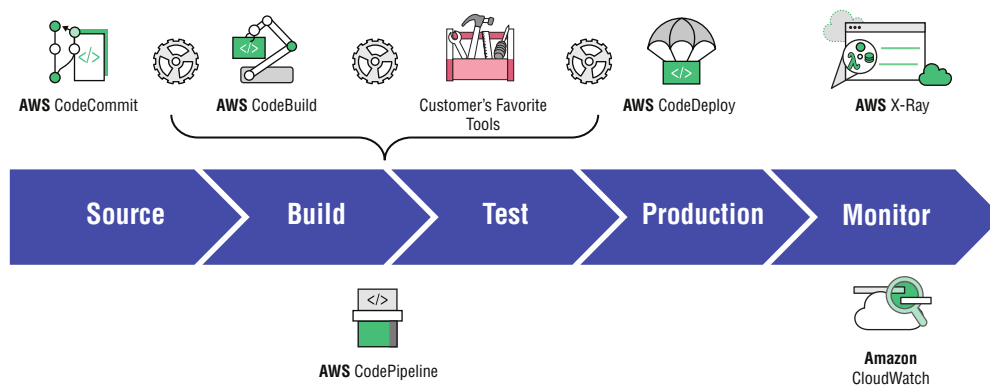 </>
</>
</>
λ
AWS CodeCommit
AWS CodeBuild
Customer's Favorite
Tools
AWS CodeDeploy
AWS X-Ray
Source
Build
Test
Production
Monitor
</>
AWS CodePipeline
Amazon
CloudWatch